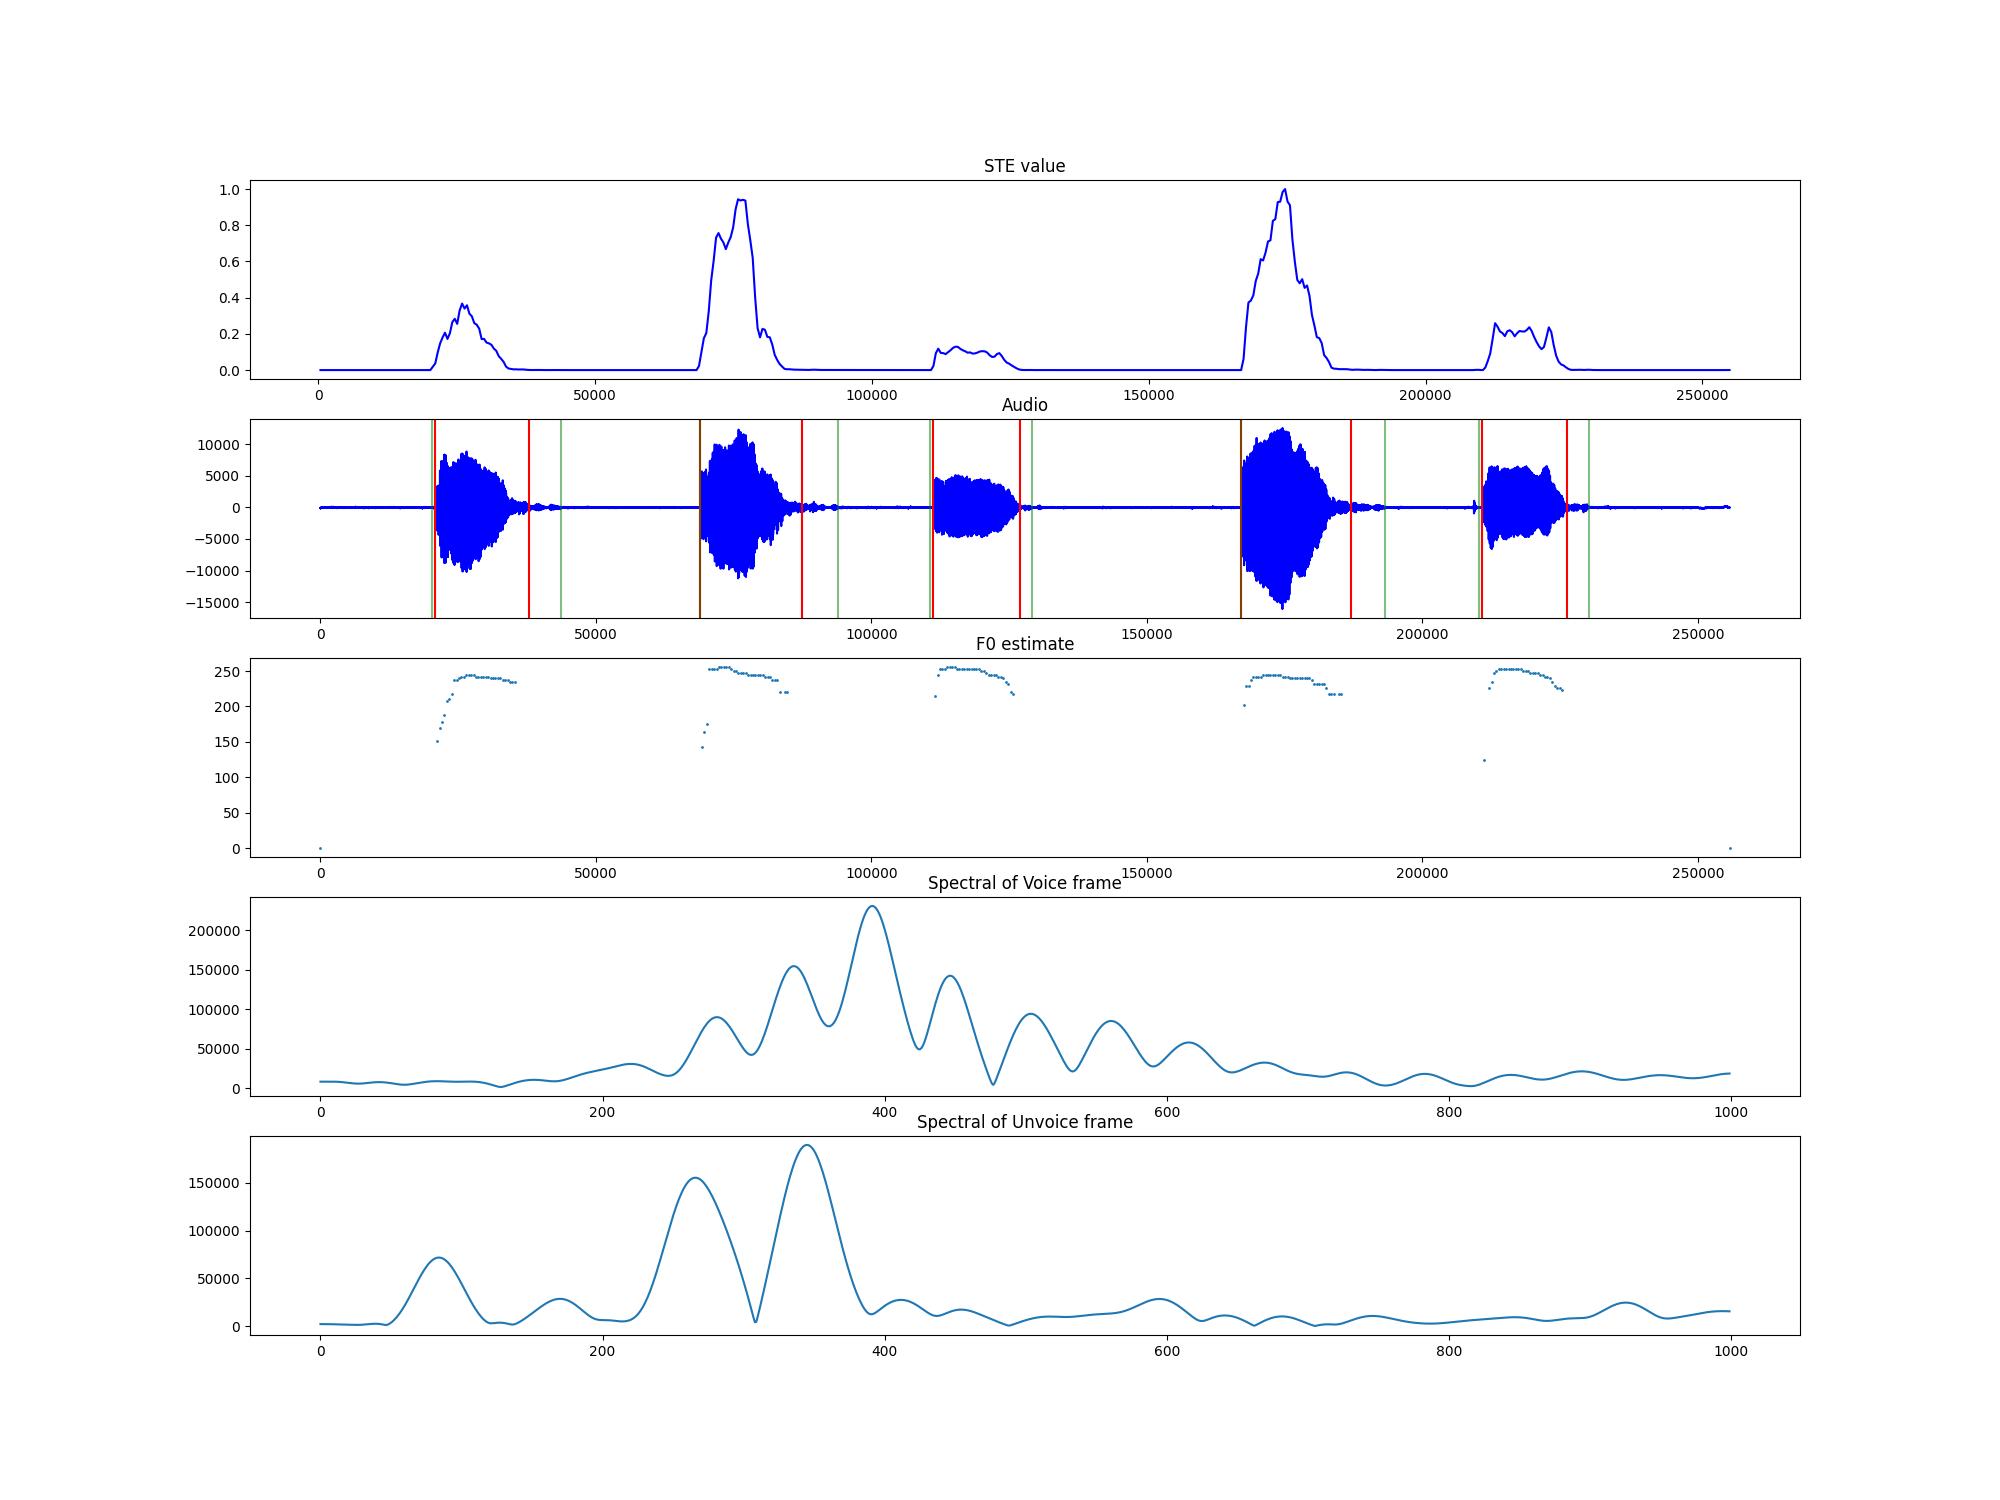 STE value
1.0
0.8
0.6
0.4
0.2
0.0
0 50000 100000 150000 200000 250000
Audio
10000
5000
0
−5000
−10000
−15000
0 50000 100000 150000 200000 250000
F0 estimate
250
200
150
100
50
0
0 50000 100000 150000 200000 250000
Spectral of Voice frame
200000
150000
100000
50000
0
0 200 400 600 800 1000
Spectral of Unvoice frame
150000
100000
50000
0
0 200 400 600 800 1000